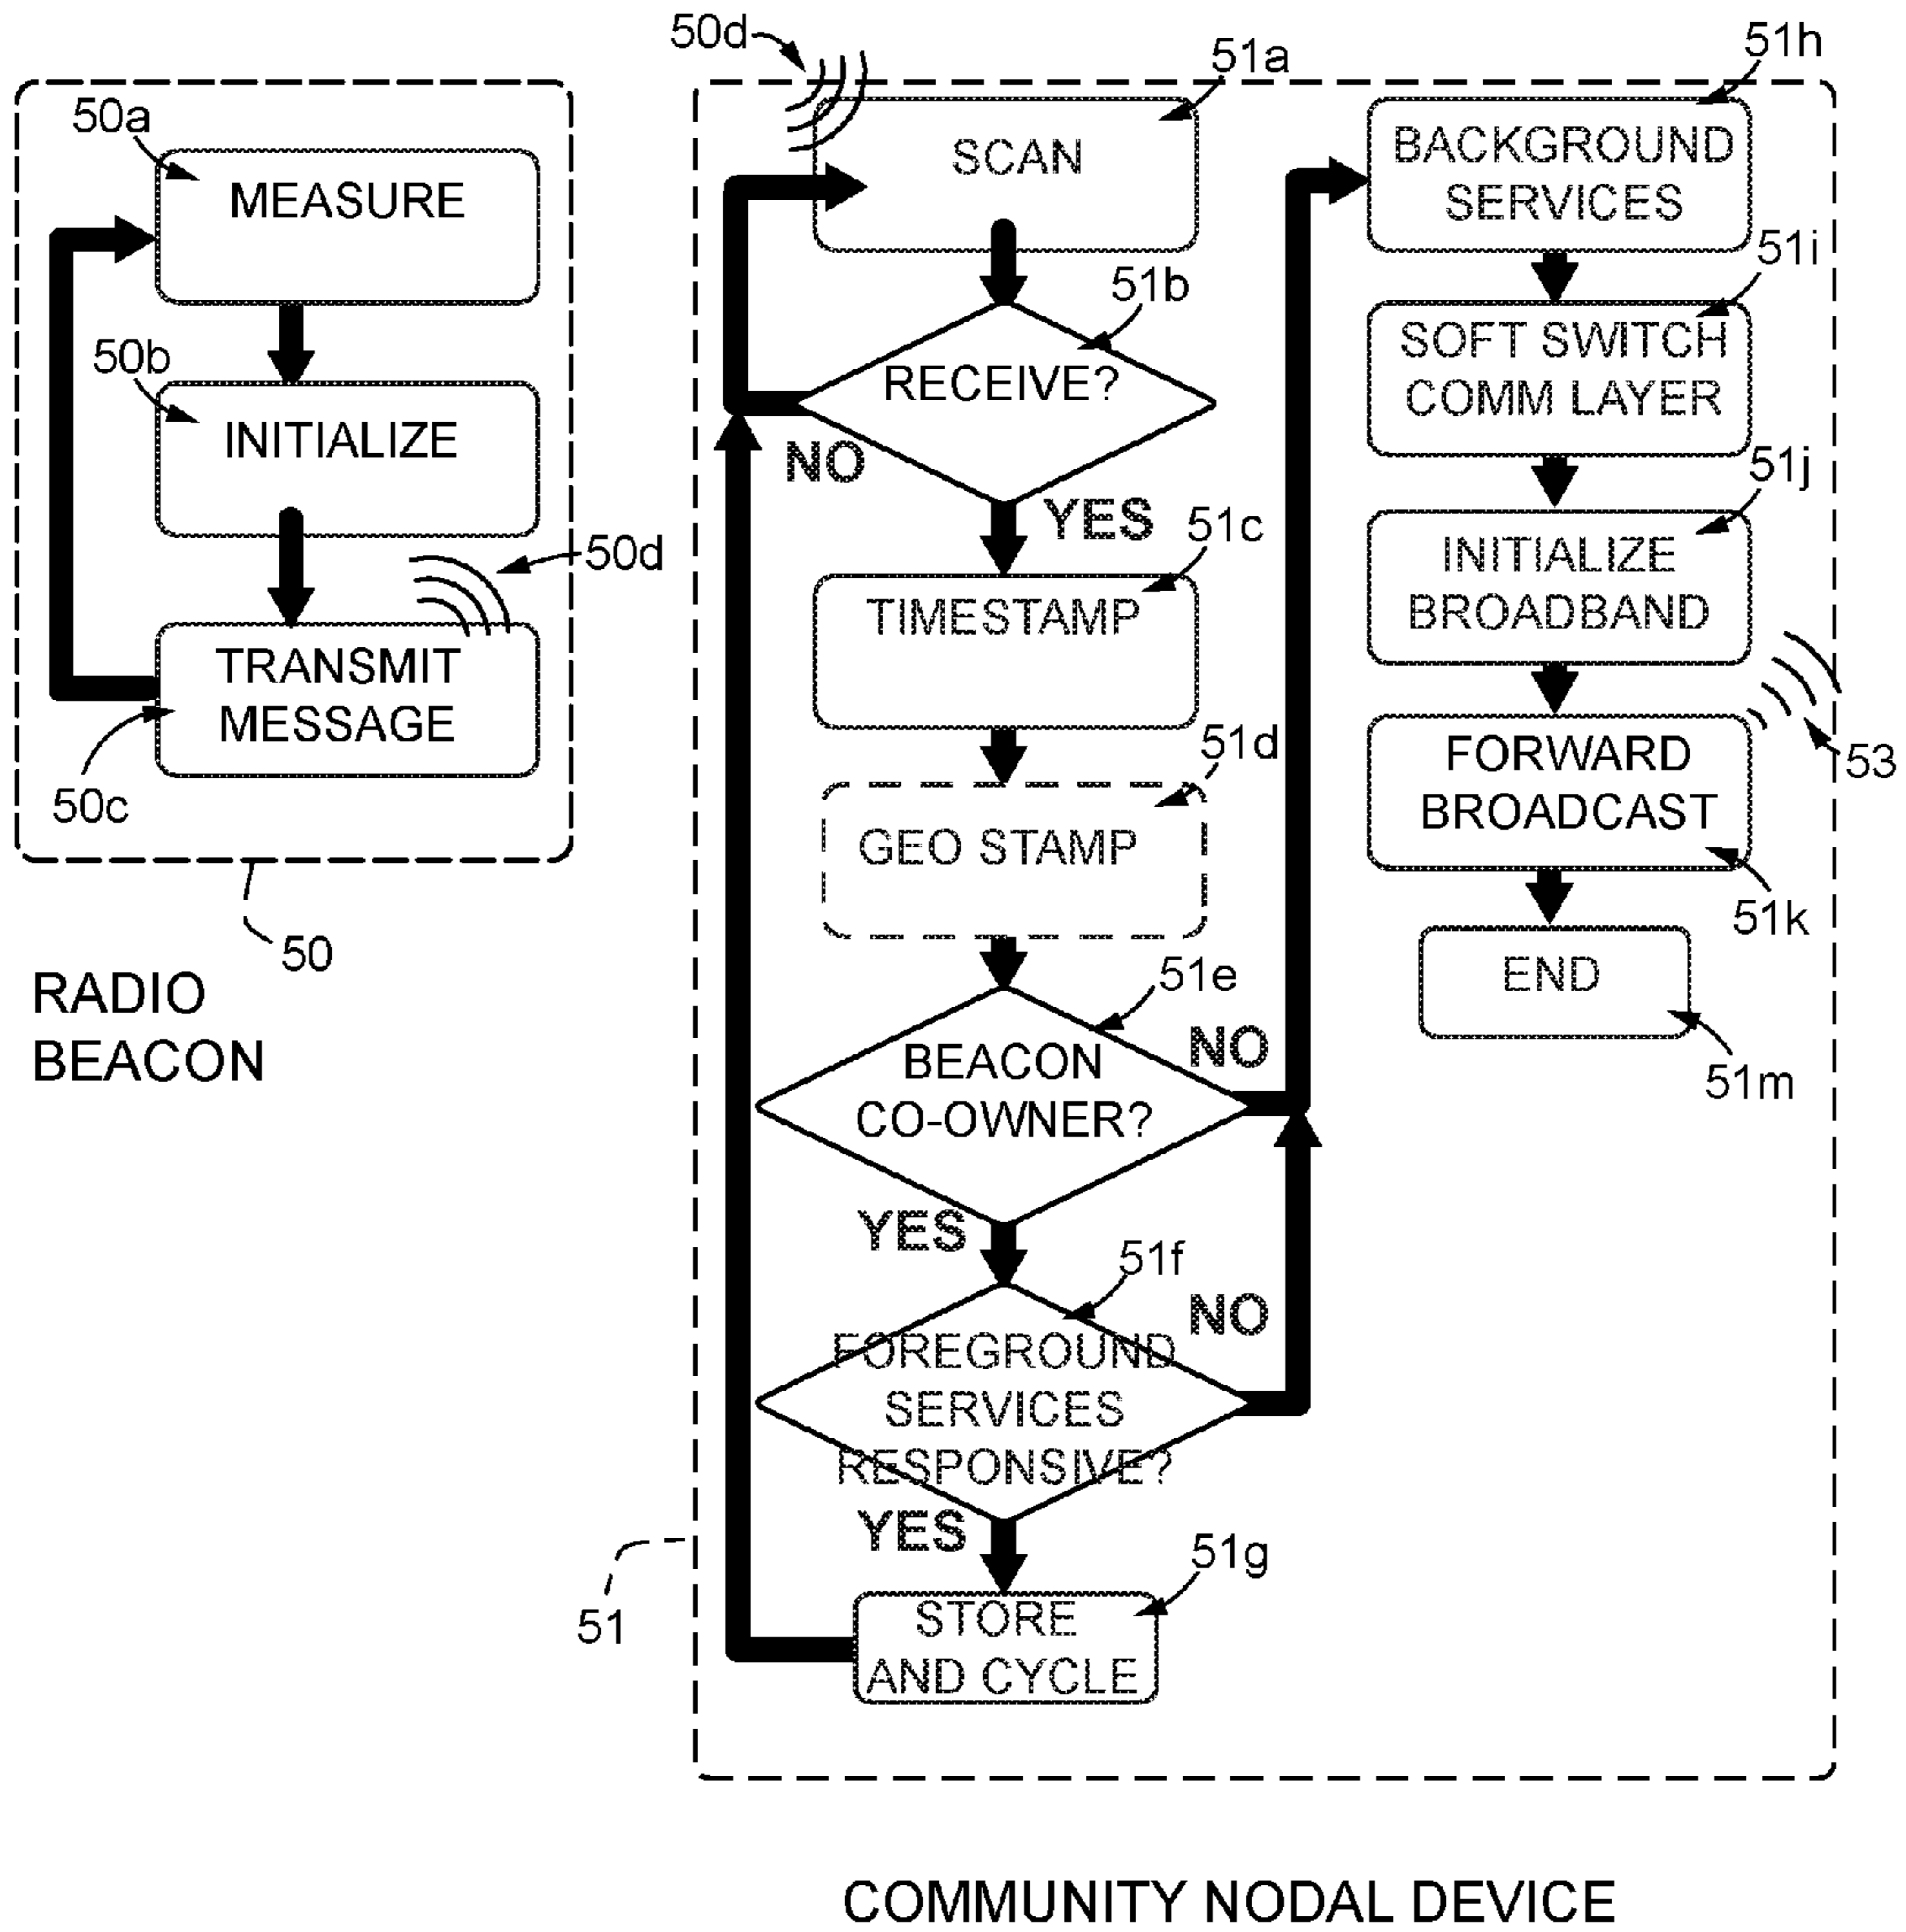 50a
MEASURE
50b
INITIALIZE
50d
TRANSMIT
MESSAGE
50c
50
RADIO
BEACON
50d
51a
SCAN
51b
RECEIVE?
NO
YES
51c
TIMESTAMP
51d
GEO STAMP
51e
BEACON
CO-OWNER?
NO
YES
51f
FOREGROUND
SERVICES
RESPONSIVE?
NO
YES
51g
STORE
AND CYCLE
51
51h
BACKGROUND
SERVICES
51i
SOFT SWITCH
COMM LAYER
51j
INITIALIZE
BROADBAND
53
FORWARD
BROADCAST
51k
END
51m
COMMUNITY NODAL DEVICE